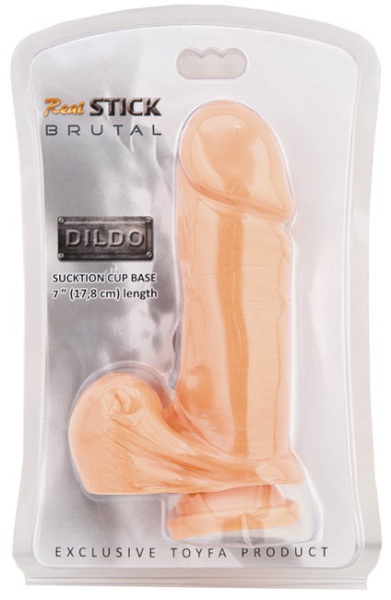 Real STICK
BRUTAL
DILDO
SUCKTION CUP BASE
7" (17,8 cm) length
EXCLUSIVE TOYFA PRODUCT